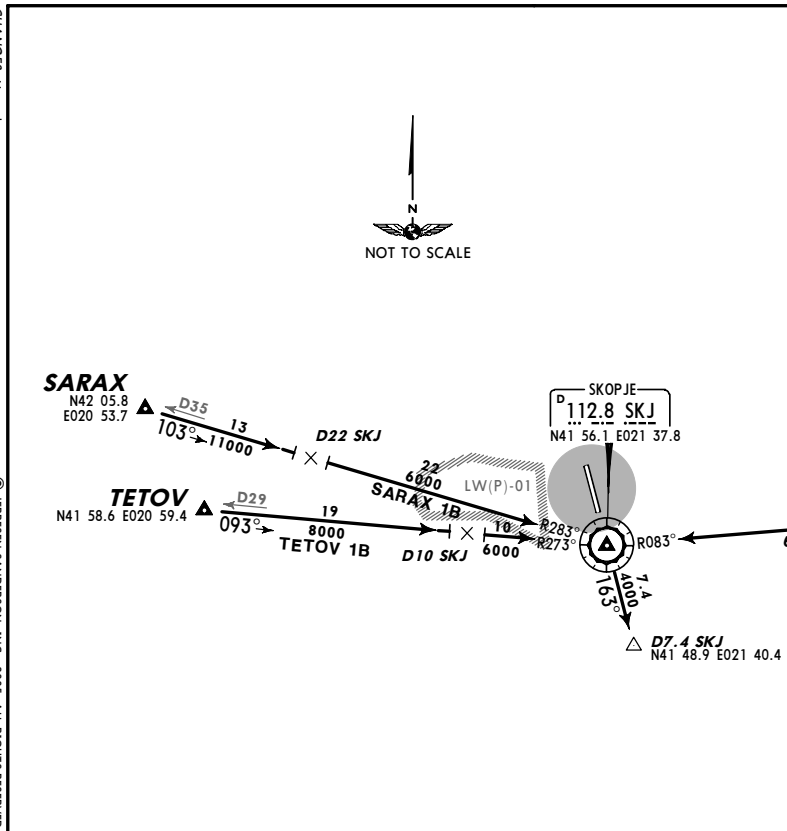 N
NOT TO SCALE
SARAX
N42 05.8
E020 53.7
D35
13
103°
11000
D22 SKJ
22
6000
SARAX 1B
LW(P)-01
SKOPJE
D 112.8 SKJ
N41 56.1 E021 37.8
TETOV
N41 58.6 E020 59.4
D29
19
093°
8000
TETOV 1B
D10 SKJ
10
6000
R283°
R273°
R083°
7.4
4000
163°
D7.4 SKJ
N41 48.9 E021 40.4